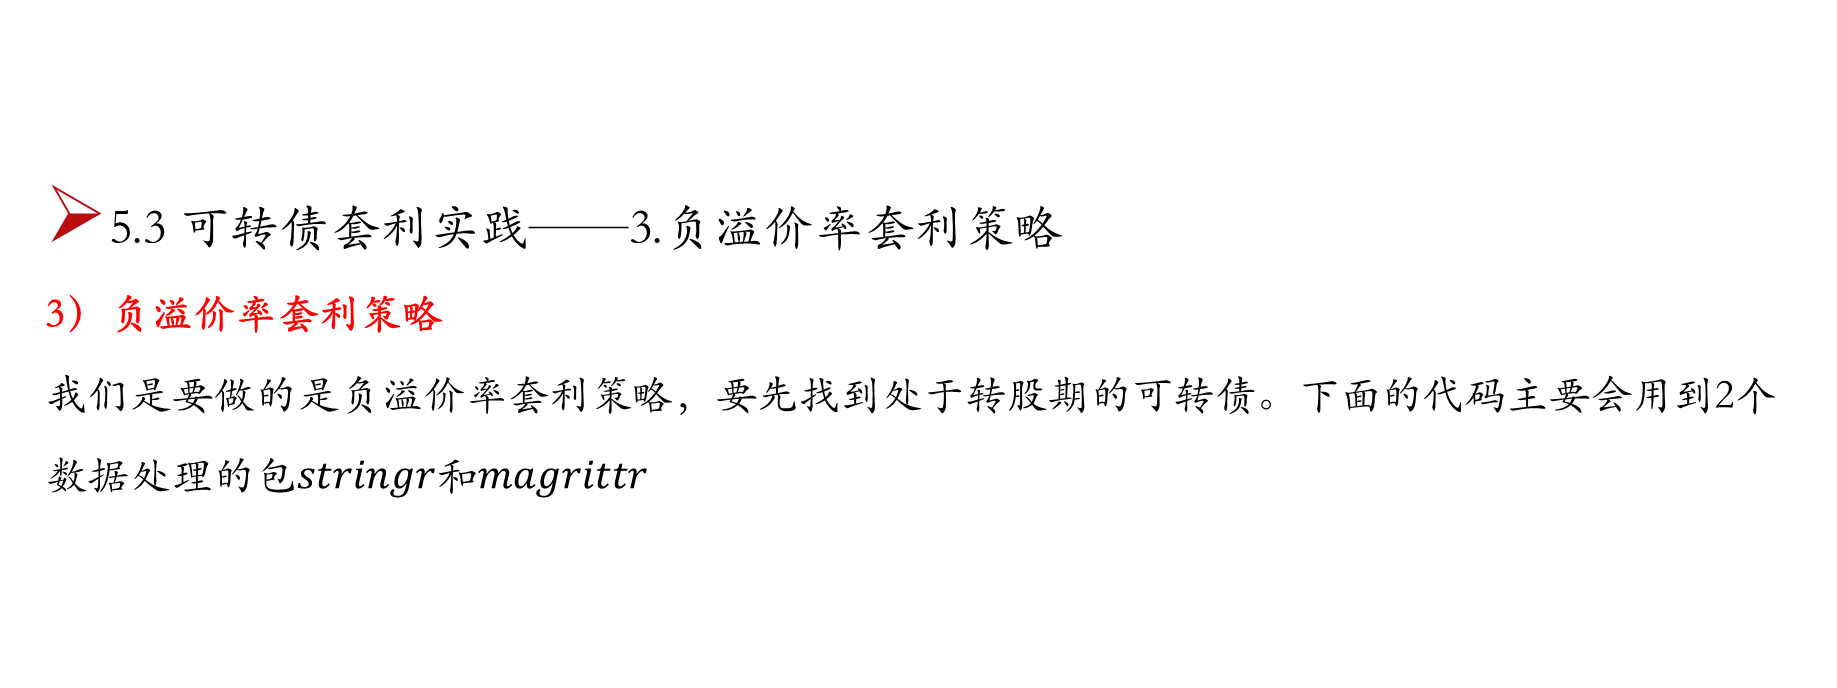 5.3 可转债套利实践——3.负溢价率套利策略
3） 负溢价率套利策略
我们是要做的是负溢价率套利策略，要先找到处于转股期的可转债。下面的代码主要会用到2个
数据处理的包stringr和magrittr